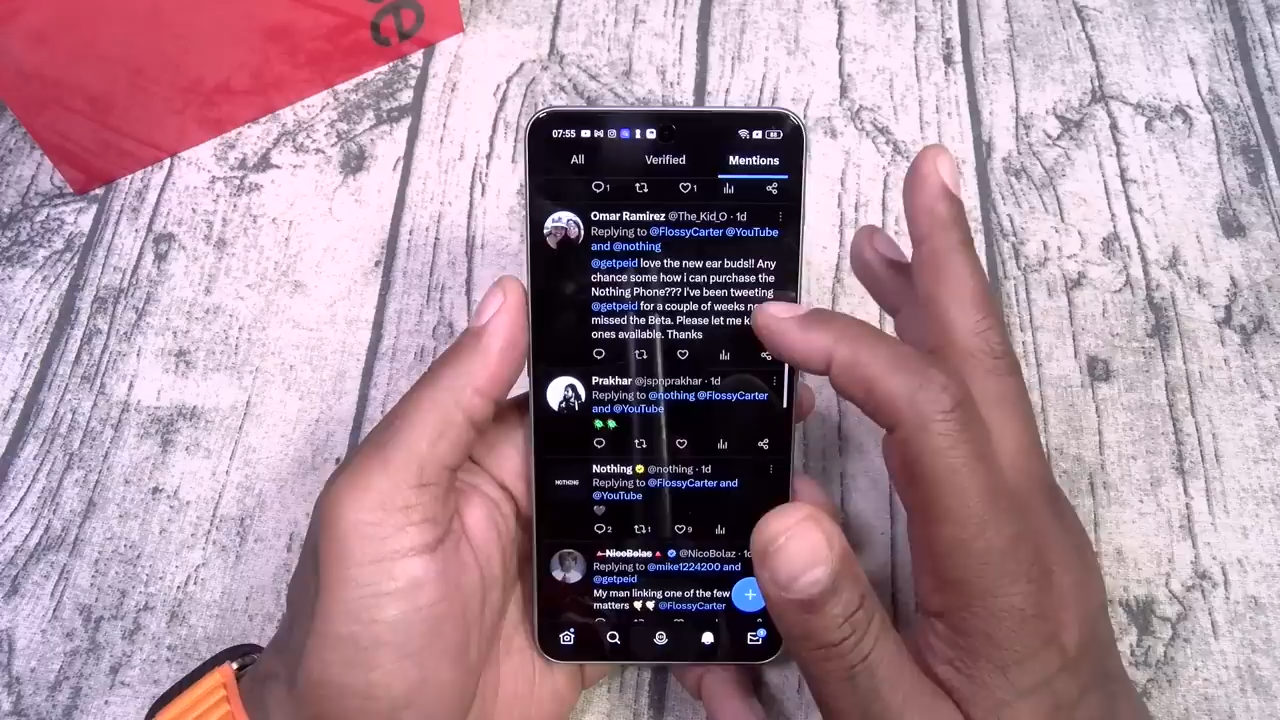 07:55
88
All Verified Mentions
1 1
Omar Ramirez @The_Kid_O · 1d
Replying to @FlossyCarter @YouTube
and @nothing
@getpeid love the new ear buds!! Any
chance some how i can purchase the
Nothing Phone??? I've been tweeting
@getpeid for a couple of weeks
missed the Beta. Please let me
ones available. Thanks
Prakhar @jspnprakhar · 1d
Replying to @nothing @FlossyCarter
and @YouTube
Nothing @nothing · 1d
NOTHING
Replying to @FlossyCarter and
@YouTube
2 1 9
NicoBolas @NicoBolaz · 1d
Replying to @mike1224200 and
@getpeid
My man linking one of the few
matters @FlossyCarter